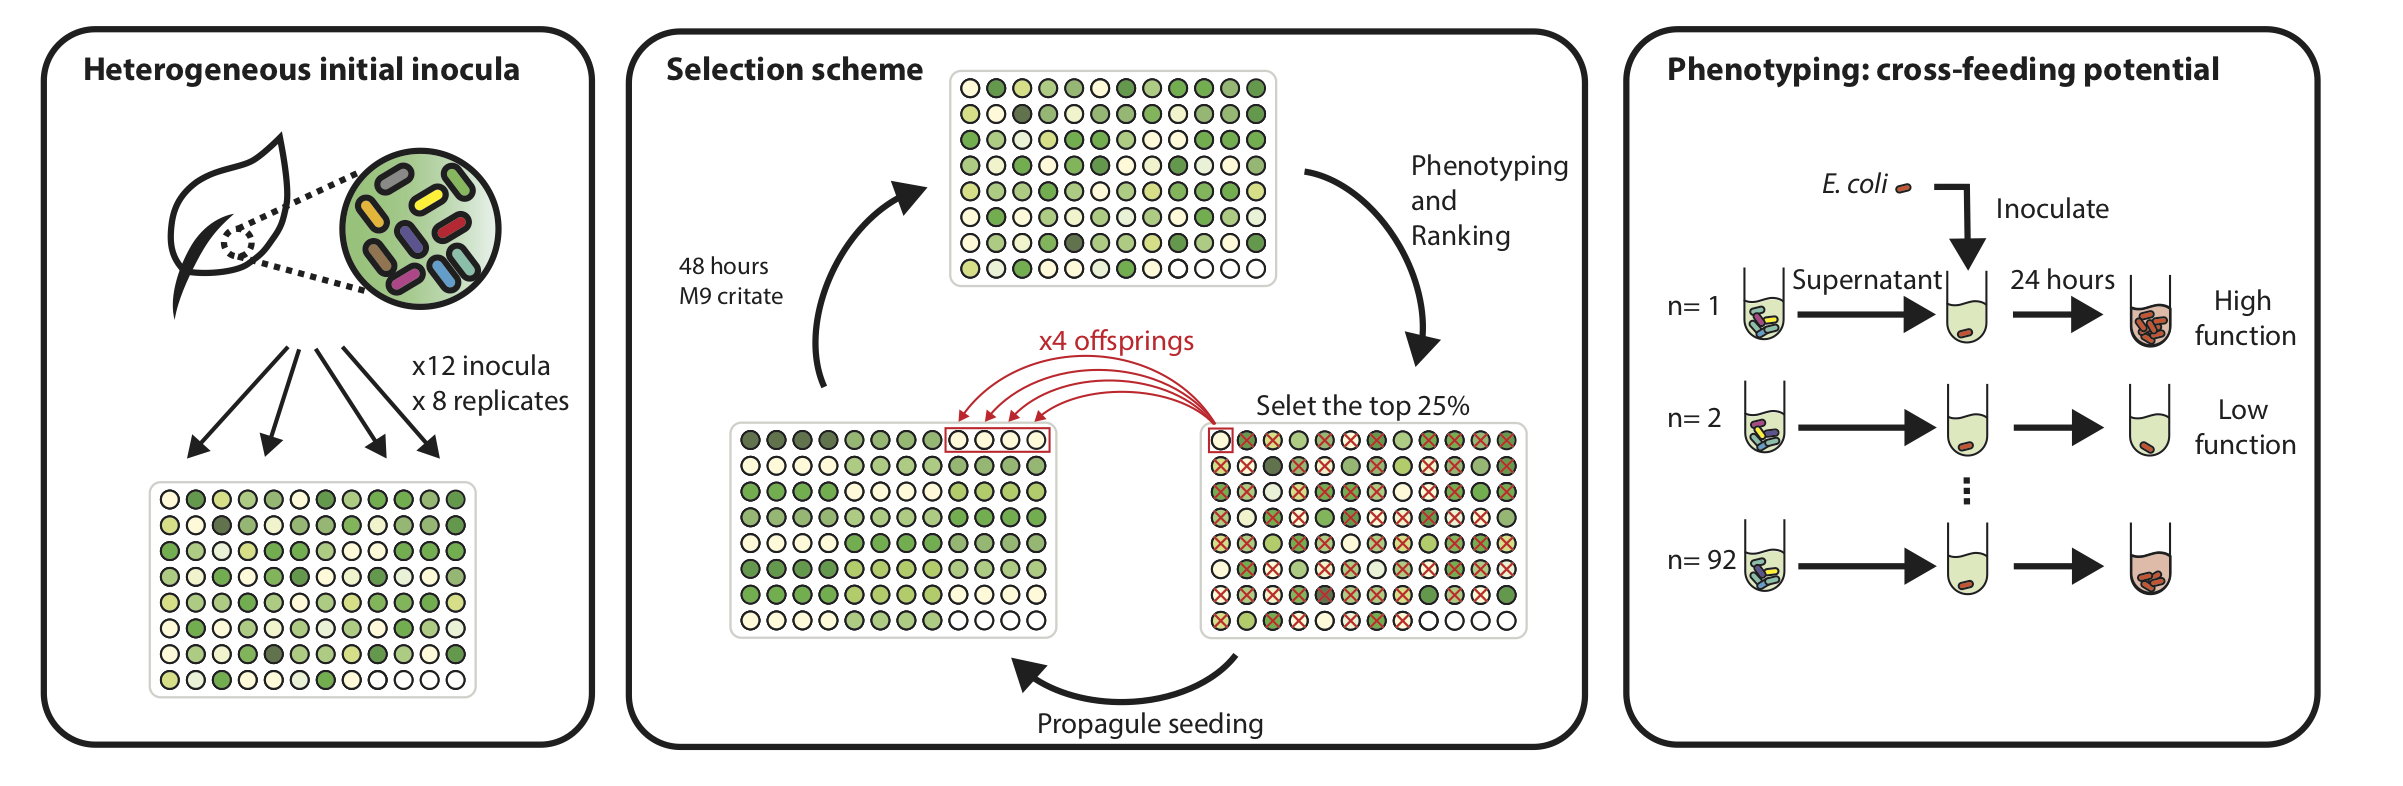 Heterogeneous initial inocula
x12 inocula
x 8 replicates
Selection scheme
Phenotyping
and
Ranking
48 hours
M9 critate
x4 offsprings
Selet the top 25%
Propagule seeding
Phenotyping: cross-feeding potential
E. coli
Inoculate
n= 1
Supernatant
24 hours
High
function
n= 2
Low
function
n= 92